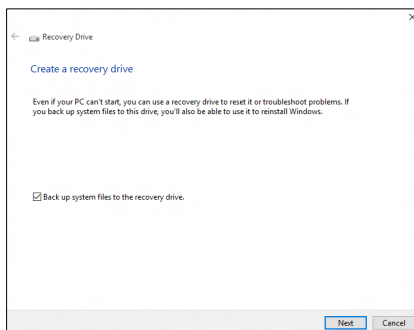 Recovery Drive
Create a recovery drive
Even if your PC can't start, you can use a recovery drive to reset it or troubleshoot problems. If
you back up system files to this drive, you'll also be able to use it to reinstall Windows.
Back up system files to the recovery drive.
Next Cancel